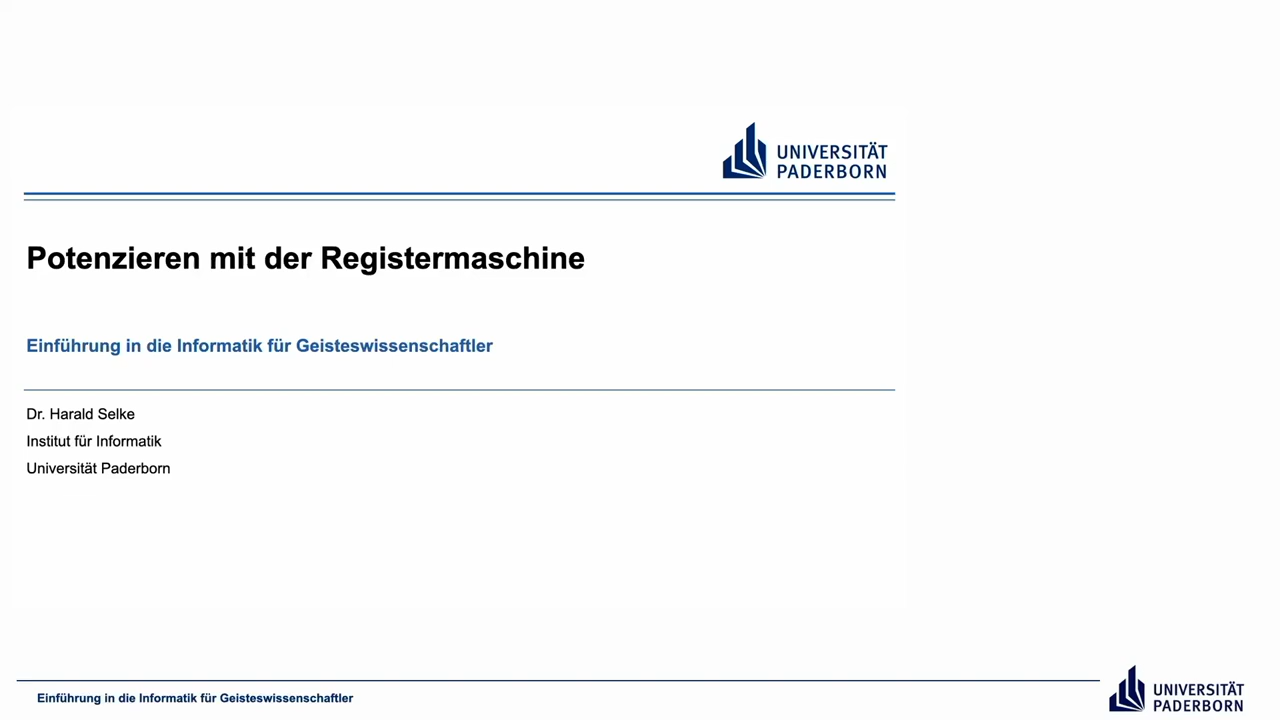 UNIVERSITÄT
PADERBORN
Potenzieren mit der Registermaschine
Einführung in die Informatik für Geisteswissenschaftler
Dr. Harald Selke
Institut für Informatik
Universität Paderborn
Einführung in die Informatik für Geisteswissenschaftler
UNIVERSITÄT
PADERBORN